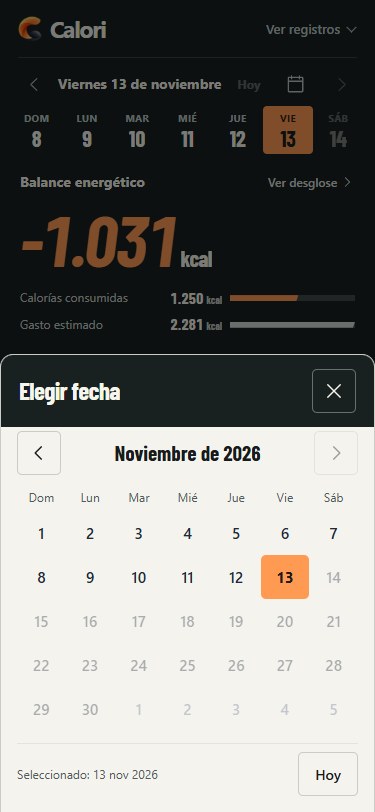 Calori
Ver registros
Viernes 13 de noviembre Hoy
DOM LUN MAR MIÉ JUE VIE SÁB
8 9 10 11 12 13 14
Balance energético Ver desglose
-1.031 kcal
Calorías consumidas 1.250 kcal
Gasto estimado 2.281 kcal
Elegir fecha
Noviembre de 2026
Dom Lun Mar Mié Jue Vie Sáb
1 2 3 4 5 6 7
8 9 10 11 12 13 14
15 16 17 18 19 20 21
22 23 24 25 26 27 28
29 30 1 2 3 4 5
Seleccionado: 13 nov 2026 Hoy